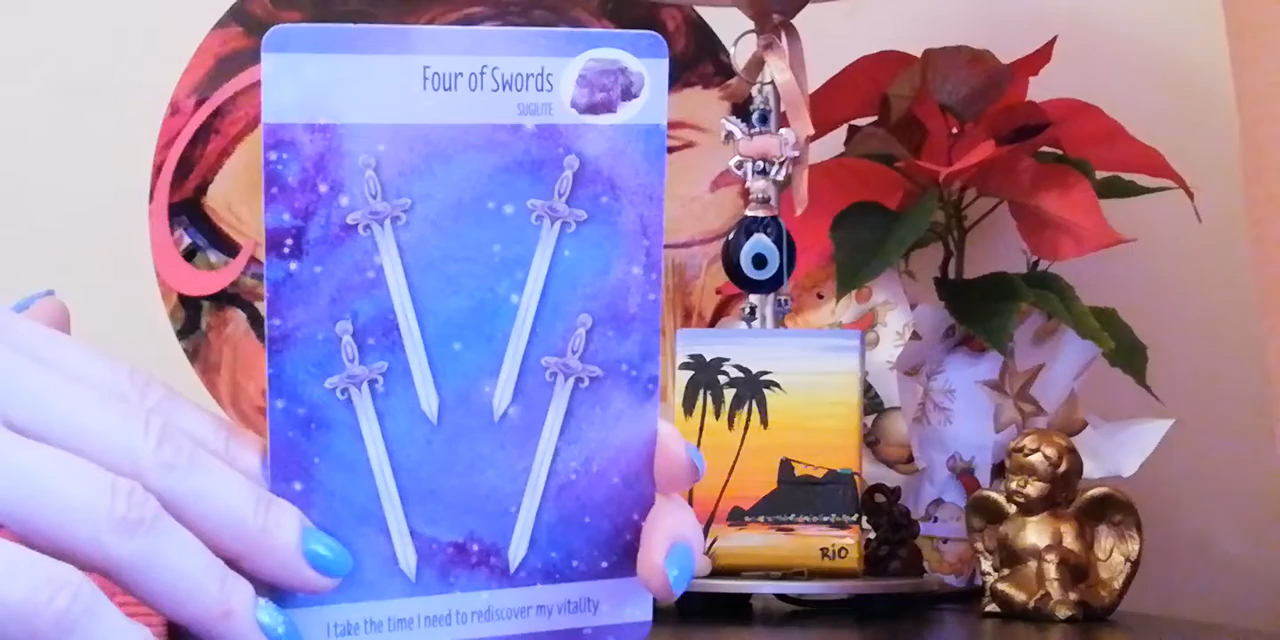 Four of Swords
SUGILITE
I take the time I need to rediscover my vitality
RIO